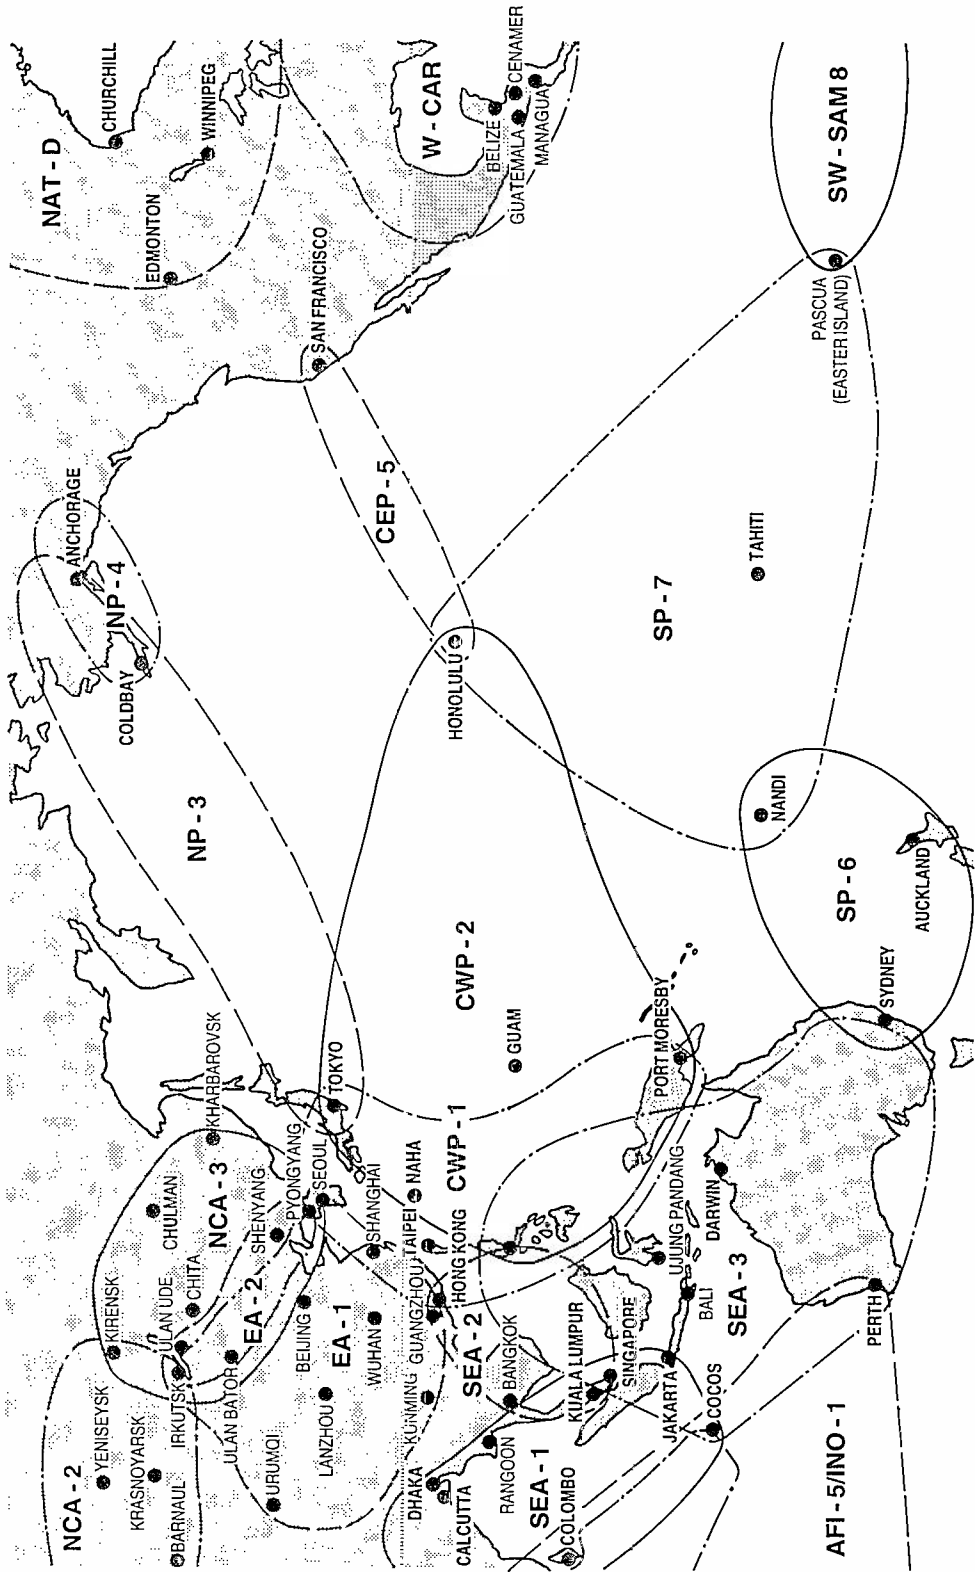 NAT - D
CHURCHILL
WINNIPEG
EDMONTON
W - CAR
BELIZE
CENAMER
GUATEMALA
MANAGUA
SAN FRANCISCO
SW - SAM 8
PASCUA
(EASTER ISLAND)
ANCHORAGE
NP - 4
COLDBAY
CEP - 5
HONOLULU
SP - 7
TAHITI
NP - 3
CWP - 2
GUAM
NANDI
SP - 6
AUCKLAND
SYDNEY
PORT MORESBY
KHARBAROVSK
TOKYO
NCA - 3
CHULMAN
SHENYANG
PYONGYANG
SEOUL
SHANGHAI
NAHA
TAIPEI
CWP - 1
HONG KONG
GUANGZHOU
KIRENSK
ULAN UDE
CHITA
EA - 2
BEIJING
EA - 1
WUHAN
SEA - 2
BANGKOK
KUALA LUMPUR
SINGAPORE
UJUNG PANDANG
DARWIN
BALI
SEA - 3
PERTH
NCA - 2
YENISEYSK
KRASNOYARSK
BARNAUL
IRKUTSK
ULAN BATOR
URUMQI
LANZHOU
KUNMING
DHAKA
CALCUTTA
RANGOON
SEA - 1
COLOMBO
JAKARTA
COCOS
AFI - 5/INO - 1